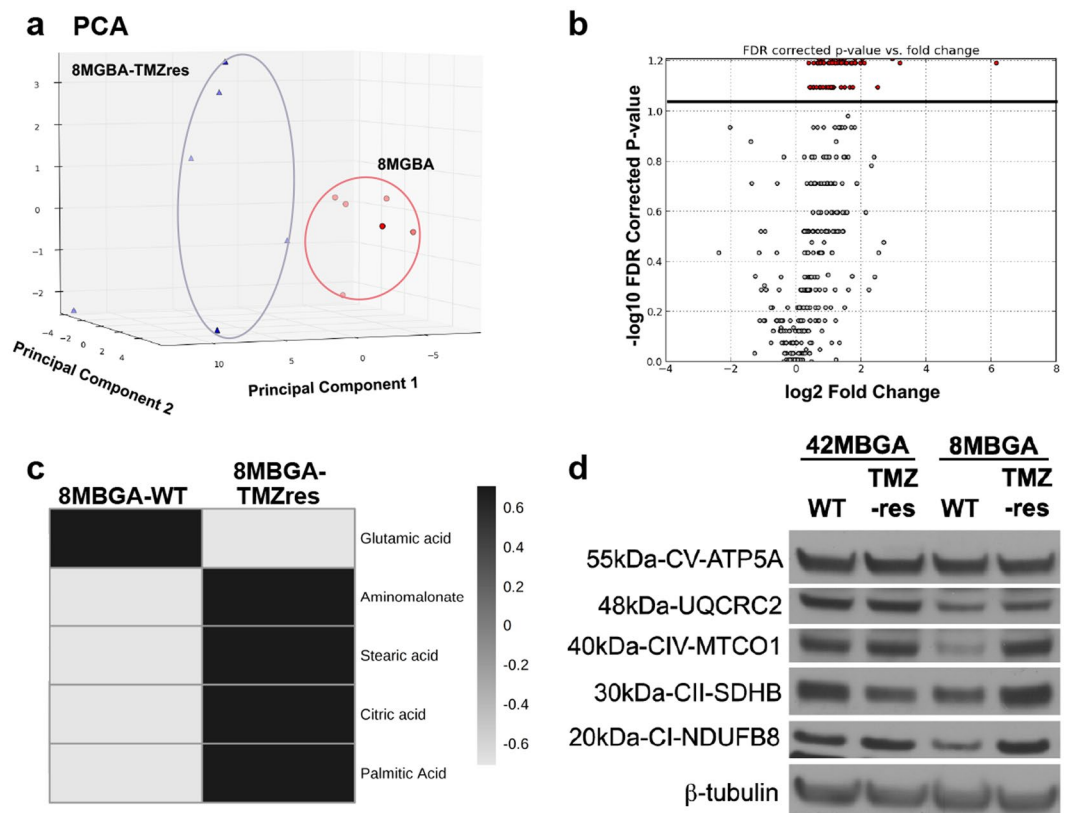 a PCA
8MGBA-TMZres
8MGBA
3
2
1
0
-1
-2
-4
-2
0
2
4
10
5
0
-5
Principal Component 2
Principal Component 1
b
FDR corrected p-value vs. fold change
-log10 FDR Corrected P-value
1.2
1.0
0.8
0.6
0.4
0.2
0.0
−4 −2 0 2 4 6 8
log2 Fold Change
c
8MBGA-WT
8MBGA-
TMZres
Glutamic acid
Aminomalonate
Stearic acid
Citric acid
Palmitic Acid
0.6
0.4
0.2
0
-0.2
-0.4
-0.6
d
42MBGA 8MBGA
WT TMZ
-res WT TMZ
-res
55kDa-CV-ATP5A
48kDa-UQCRC2
40kDa-CIV-MTCO1
30kDa-CII-SDHB
20kDa-CI-NDUFB8
β-tubulin